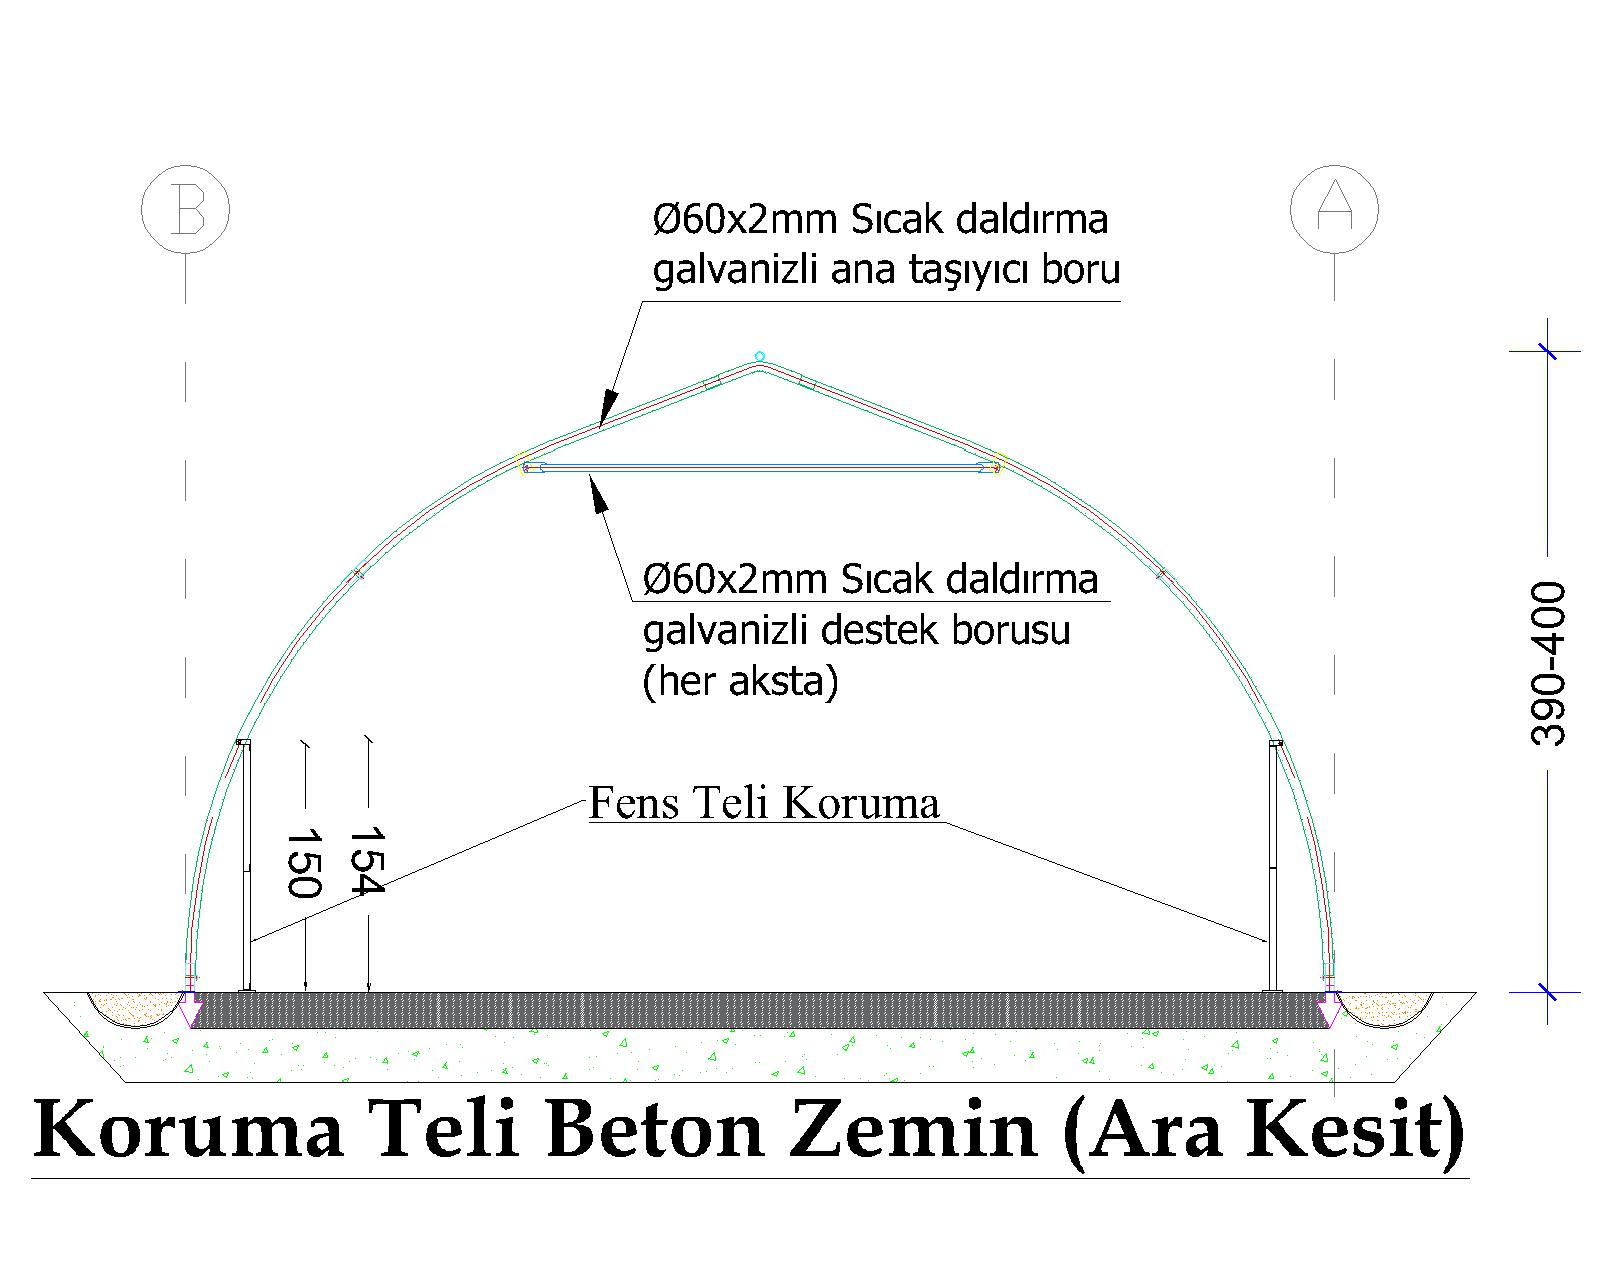 B
A
Ø60x2mm Sıcak daldırma
galvanizli ana taşıyıcı boru
Ø60x2mm Sıcak daldırma
galvanizli destek borusu
(her aksta)
390-400
Fens Teli Koruma
150
154
Koruma Teli Beton Zemin (Ara Kesit)